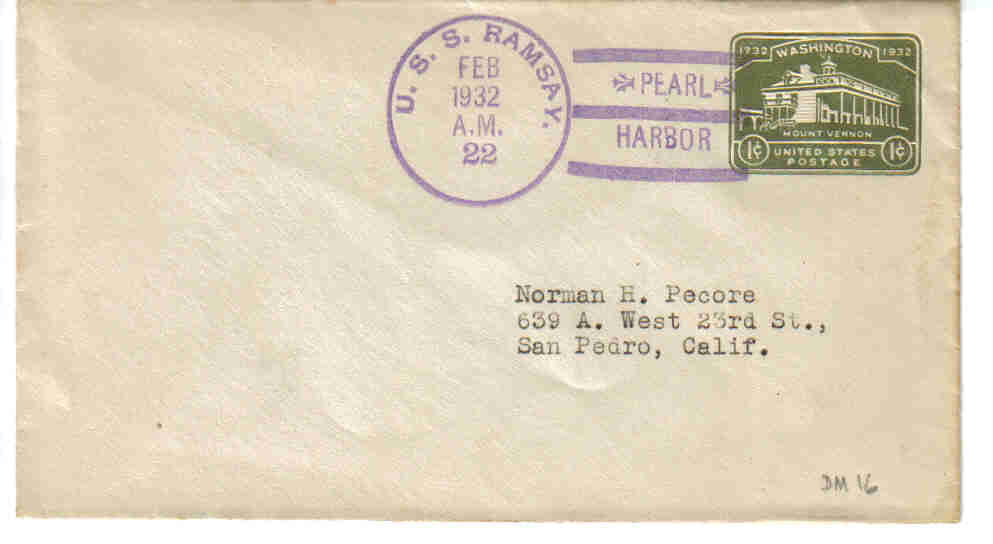 U. S. S. RAMSAY.
FEB
1932
A.M.
22
PEARL
HARBOR
1732 WASHINGTON 1932
MOUNT VERNON
1¢ UNITED STATES POSTAGE 1¢
Norman H. Pecore
639 A. West 23rd St.,
San Pedro, Calif.
DM 16